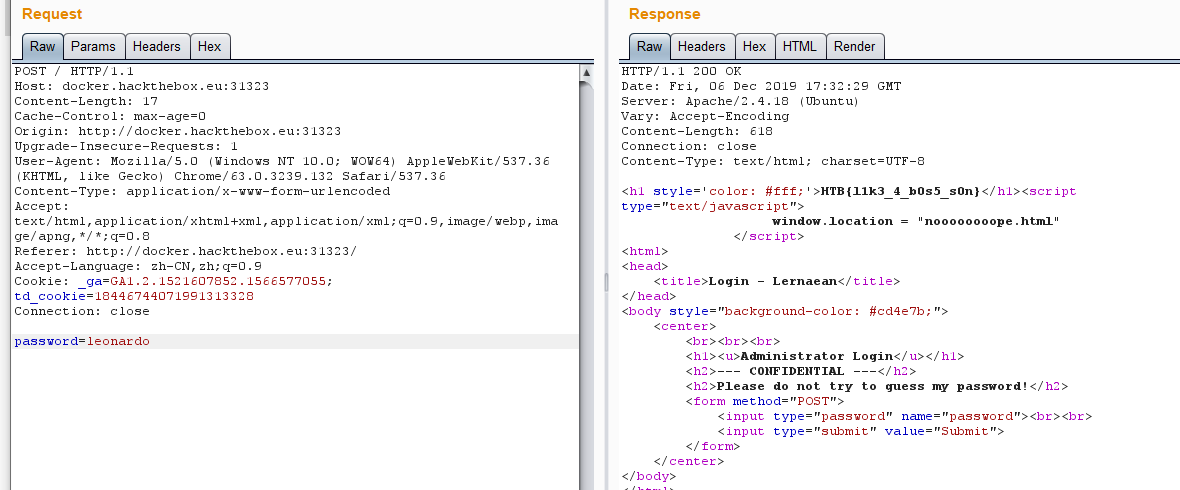 Request
Raw Params Headers Hex
POST / HTTP/1.1
Host: docker.hackthebox.eu:31323
Content-Length: 17
Cache-Control: max-age=0
Origin: http://docker.hackthebox.eu:31323
Upgrade-Insecure-Requests: 1
User-Agent: Mozilla/5.0 (Windows NT 10.0; WOW64) AppleWebKit/537.36
(KHTML, like Gecko) Chrome/63.0.3239.132 Safari/537.36
Content-Type: application/x-www-form-urlencoded
Accept:
text/html,application/xhtml+xml,application/xml;q=0.9,image/webp,ima
ge/apng,*/*;q=0.8
Referer: http://docker.hackthebox.eu:31323/
Accept-Language: zh-CN,zh;q=0.9
Cookie: _ga=GA1.2.1521607852.1566577055;
td_cookie=18446744071991313328
Connection: close
password=leonardo
Response
Raw Headers Hex HTML Render
HTTP/1.1 200 OK
Date: Fri, 06 Dec 2019 17:32:29 GMT
Server: Apache/2.4.18 (Ubuntu)
Vary: Accept-Encoding
Content-Length: 618
Connection: close
Content-Type: text/html; charset=UTF-8
<h1 style='color: #fff;'>HTB{l1k3_4_b0s5_s0n}</h1><script
type="text/javascript">
window.location = "noooooooope.html"
</script>
<html>
<head>
<title>Login - Lernaean</title>
</head>
<body style="background-color: #cd4e7b;">
<center>
<br><br><br>
<h1><u>Administrator Login</u></h1>
<h2>--- CONFIDENTIAL ---</h2>
<h2>Please do not try to guess my password!</h2>
<form method="POST">
<input type="password" name="password"><br><br>
<input type="submit" value="Submit">
</form>
</center>
</body>
</html>